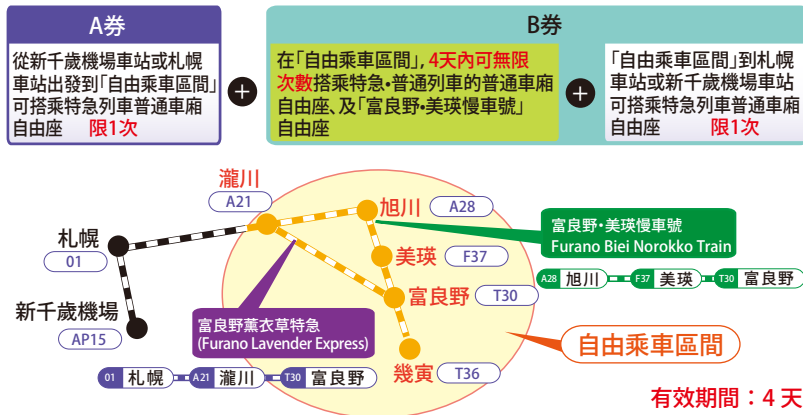 A券
從新千歲機場車站或札幌
車站出發到「自由乘車區間」
可搭乘特急列車普通車廂
自由座 限1次
+
B券
在「自由乘車區間」, 4天內可無限
次數搭乘特急•普通列車的普通車廂
自由座、及「富良野•美瑛慢車號」
自由座
+
「自由乘車區間」到札幌
車站或新千歲機場車站
可搭乘特急列車普通車廂
自由座 限1次
瀧川
A21
旭川 A28
札幌
01
美瑛 F37
富良野 T30
新千歲機場
AP15
幾寅 T36
富良野•美瑛慢車號
Furano Biei Norokko Train
A28 旭川 F37 美瑛 T30 富良野
富良野薰衣草特急
(Furano Lavender Express)
01 札幌 A21 瀧川 T30 富良野
自由乘車區間
有效期間：4 天